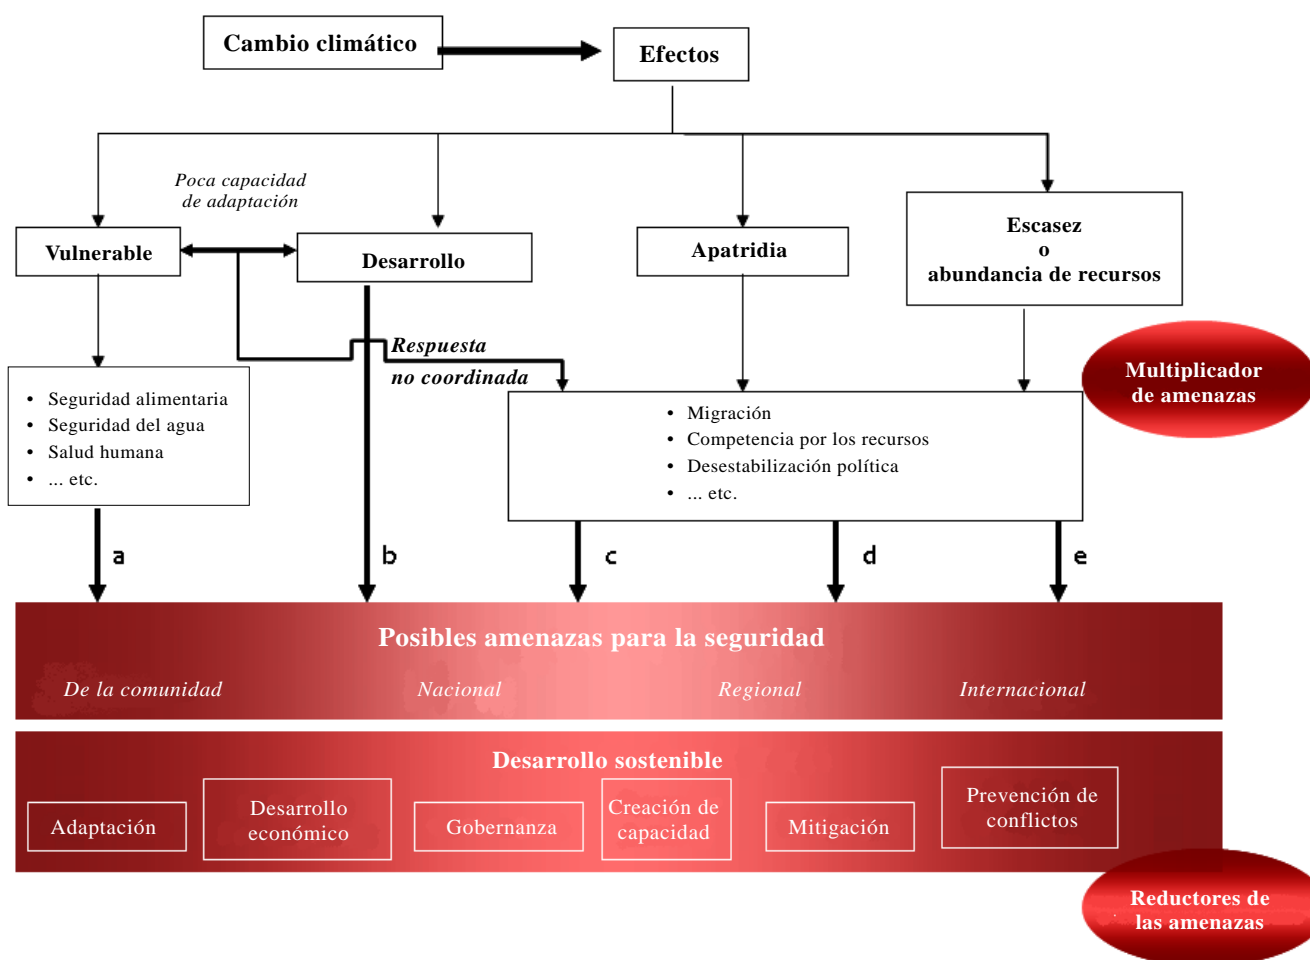 Cambio climático
Efectos
Poca capacidad
de adaptación
Vulnerable
Desarrollo
Apatridia
Escasez
o
abundancia de recursos
Respuesta
no coordinada
Multiplicador
de amenazas
• Seguridad alimentaria
• Seguridad del agua
• Salud humana
• ... etc.
• Migración
• Competencia por los recursos
• Desestabilización política
• ... etc.
a
b
c
d
e
Posibles amenazas para la seguridad
De la comunidad
Nacional
Regional
Internacional
Desarrollo sostenible
Adaptación
Desarrollo
económico
Gobernanza
Creación de
capacidad
Mitigación
Prevención de
conflictos
Reductores de
las amenazas